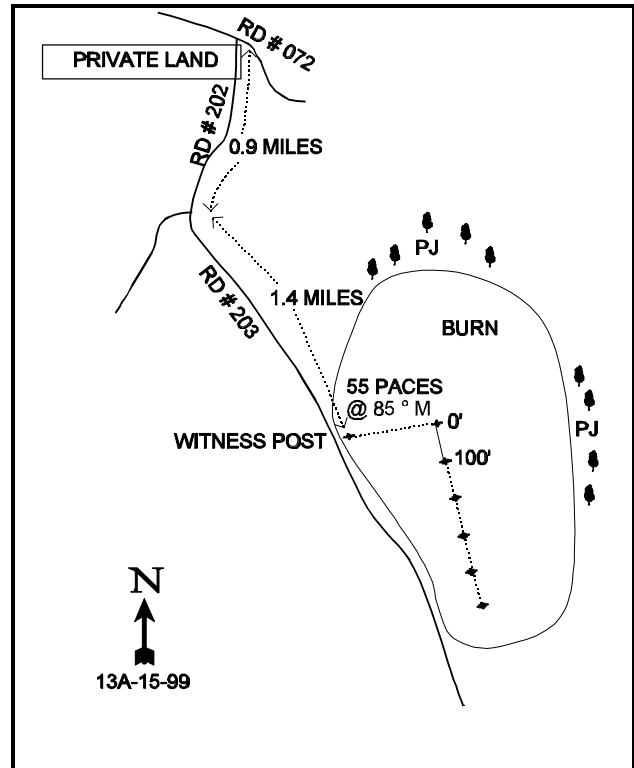 RD # 072
PRIVATE LAND
RD # 202
0.9 MILES
PJ
RD # 203
1.4 MILES
BURN
55 PACES
@ 85 ° M
0'
PJ
WITNESS POST
100'
N
13A-15-99